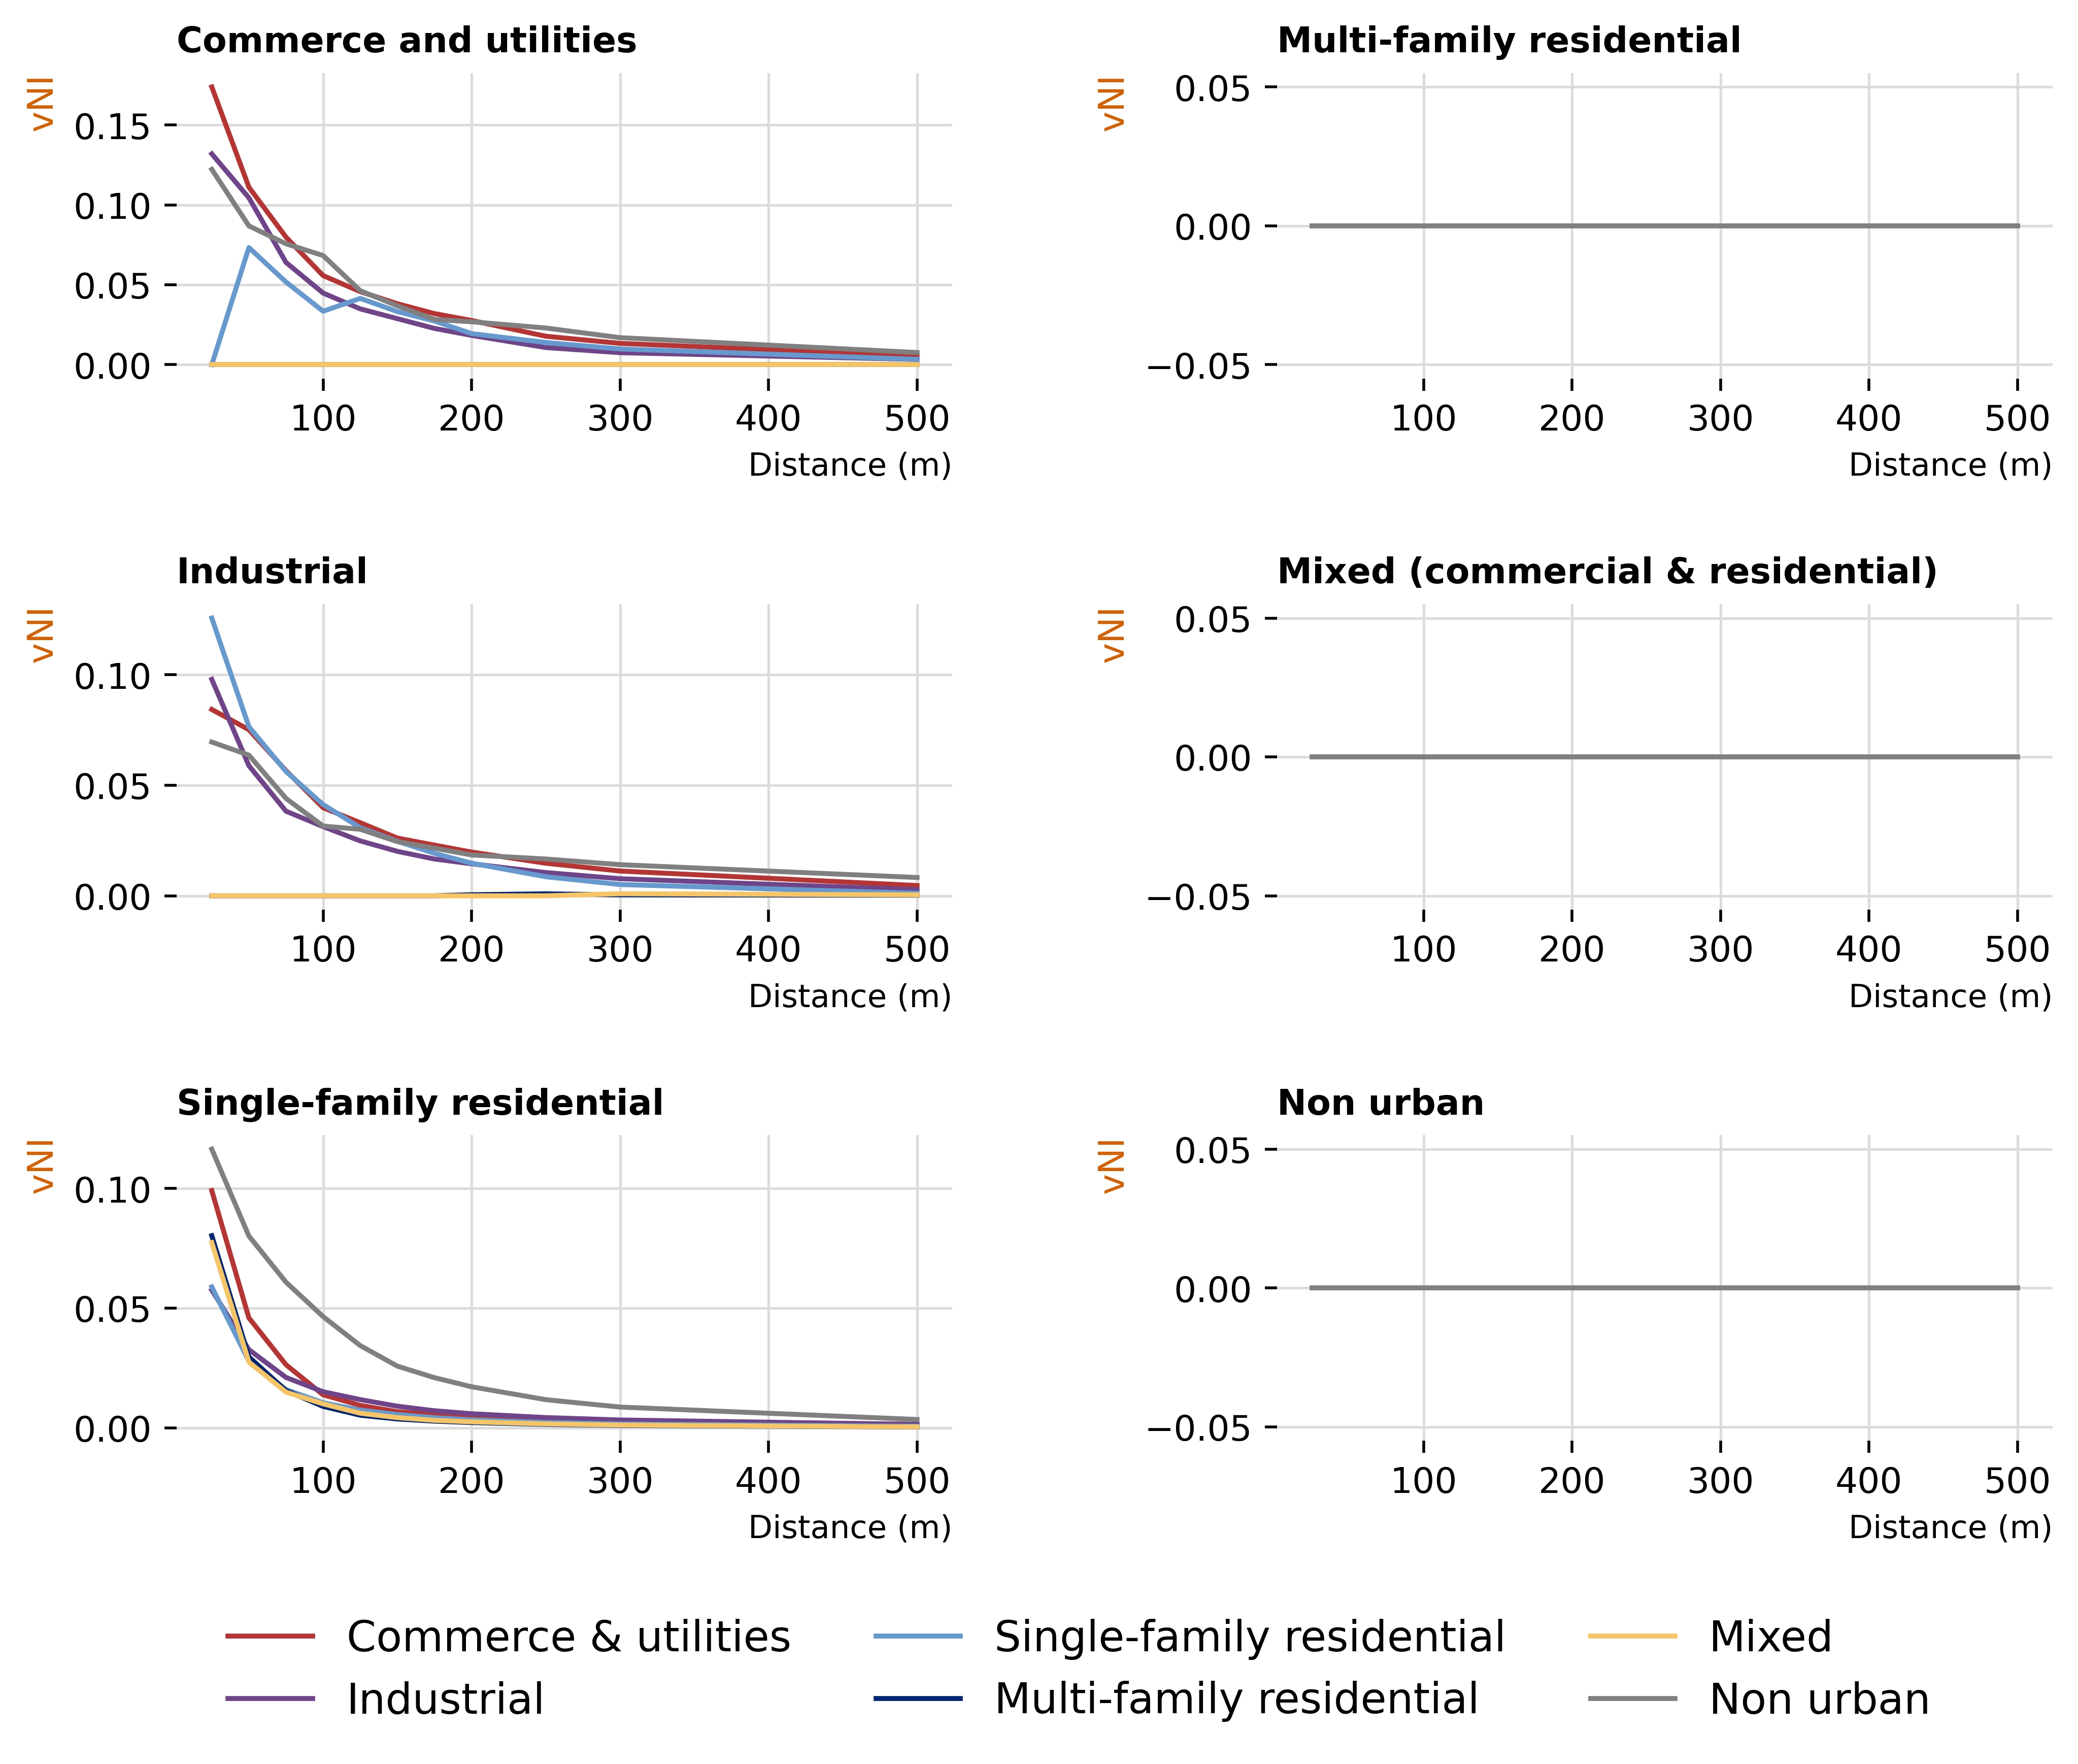 Commerce and utilities
vNI
0.15
0.10
0.05
0.00
100 200 300 400 500
Distance (m)
Multi-family residential
vNI
0.05
0.00
−0.05
100 200 300 400 500
Distance (m)
Industrial
vNI
0.10
0.05
0.00
100 200 300 400 500
Distance (m)
Mixed (commercial & residential)
vNI
0.05
0.00
−0.05
100 200 300 400 500
Distance (m)
Single-family residential
vNI
0.10
0.05
0.00
100 200 300 400 500
Distance (m)
Non urban
vNI
0.05
0.00
−0.05
100 200 300 400 500
Distance (m)
Commerce & utilities
Industrial
Single-family residential
Multi-family residential
Mixed
Non urban